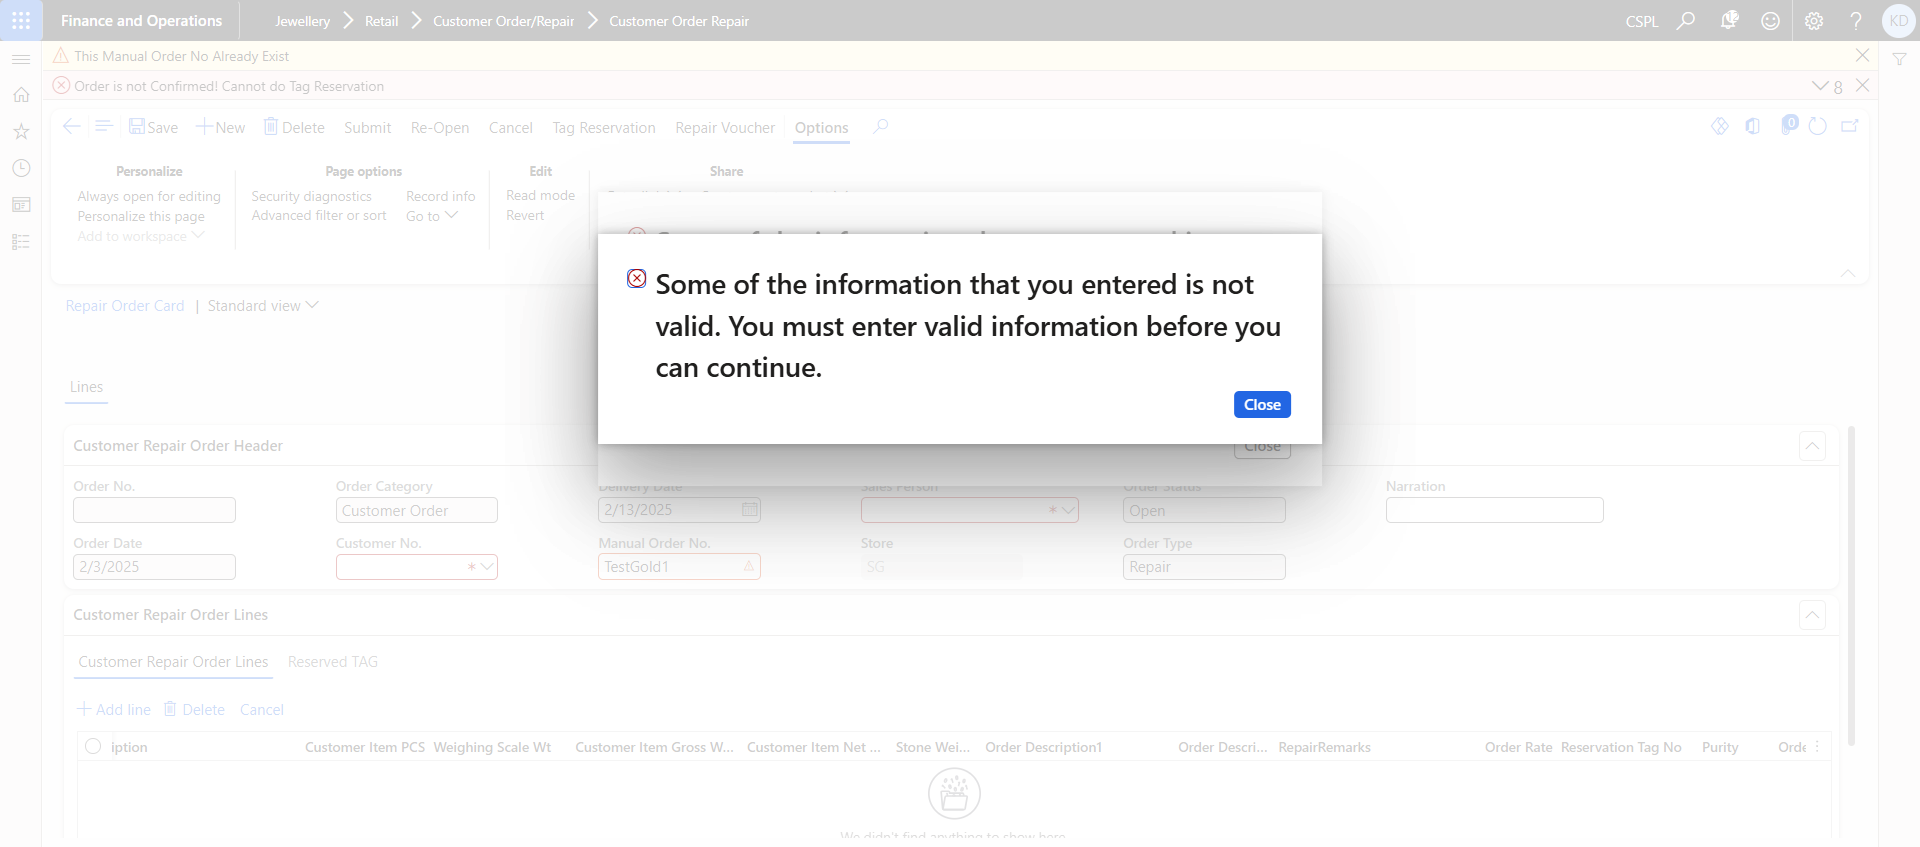 Finance and Operations
Jewellery
Retail
Customer Order/Repair
Customer Order Repair
CSPL
12
?
KD
This Manual Order No Already Exist
Order is not Confirmed! Cannot do Tag Reservation
8
Save
New
Delete
Submit
Re-Open
Cancel
Tag Reservation
Repair Voucher
Options
0
Personalize
Always open for editing
Personalize this page
Add to workspace
Page options
Security diagnostics
Advanced filter or sort
Record info
Go to
Edit
Read mode
Revert
Share
Some of the information that you entered is not
valid. You must enter valid information before you
can continue.
Close
Close
Repair Order Card | Standard view
Lines
Customer Repair Order Header
Order No.
Order Category
Customer Order
Delivery Date
2/13/2025
Sales Person
*
Order Status
Open
Narration
Order Date
2/3/2025
Customer No.
*
Manual Order No.
TestGold1
Store
SG
Order Type
Repair
Customer Repair Order Lines
Customer Repair Order Lines
Reserved TAG
Add line
Delete
Cancel
iption
Customer Item PCS
Weighing Scale Wt
Customer Item Gross W...
Customer Item Net ...
Stone Wei...
Order Description1
Order Descri...
RepairRemarks
Order Rate
Reservation Tag No
Purity
Orde
We didn't find anything to show here.